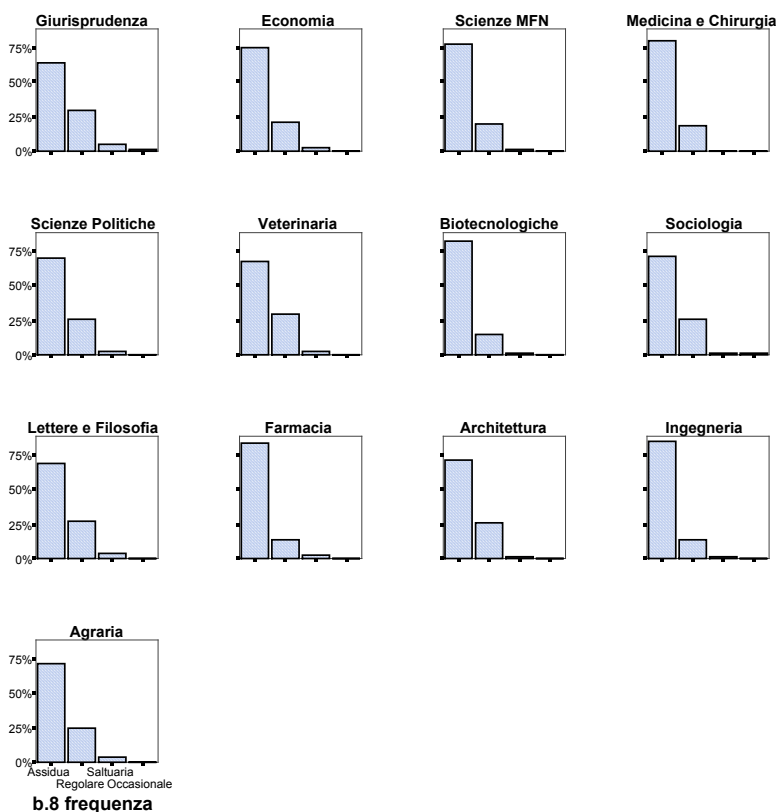 Giurisprudenza
Economia
Scienze MFN
Medicina e Chirurgia
75%
50%
25%
0%
Scienze Politiche
Veterinaria
Biotecnologiche
Sociologia
75%
50%
25%
0%
Lettere e Filosofia
Farmacia
Architettura
Ingegneria
75%
50%
25%
0%
Agraria
75%
50%
25%
0%
Assidua Saltuaria
Regolare Occasionale
b.8 frequenza